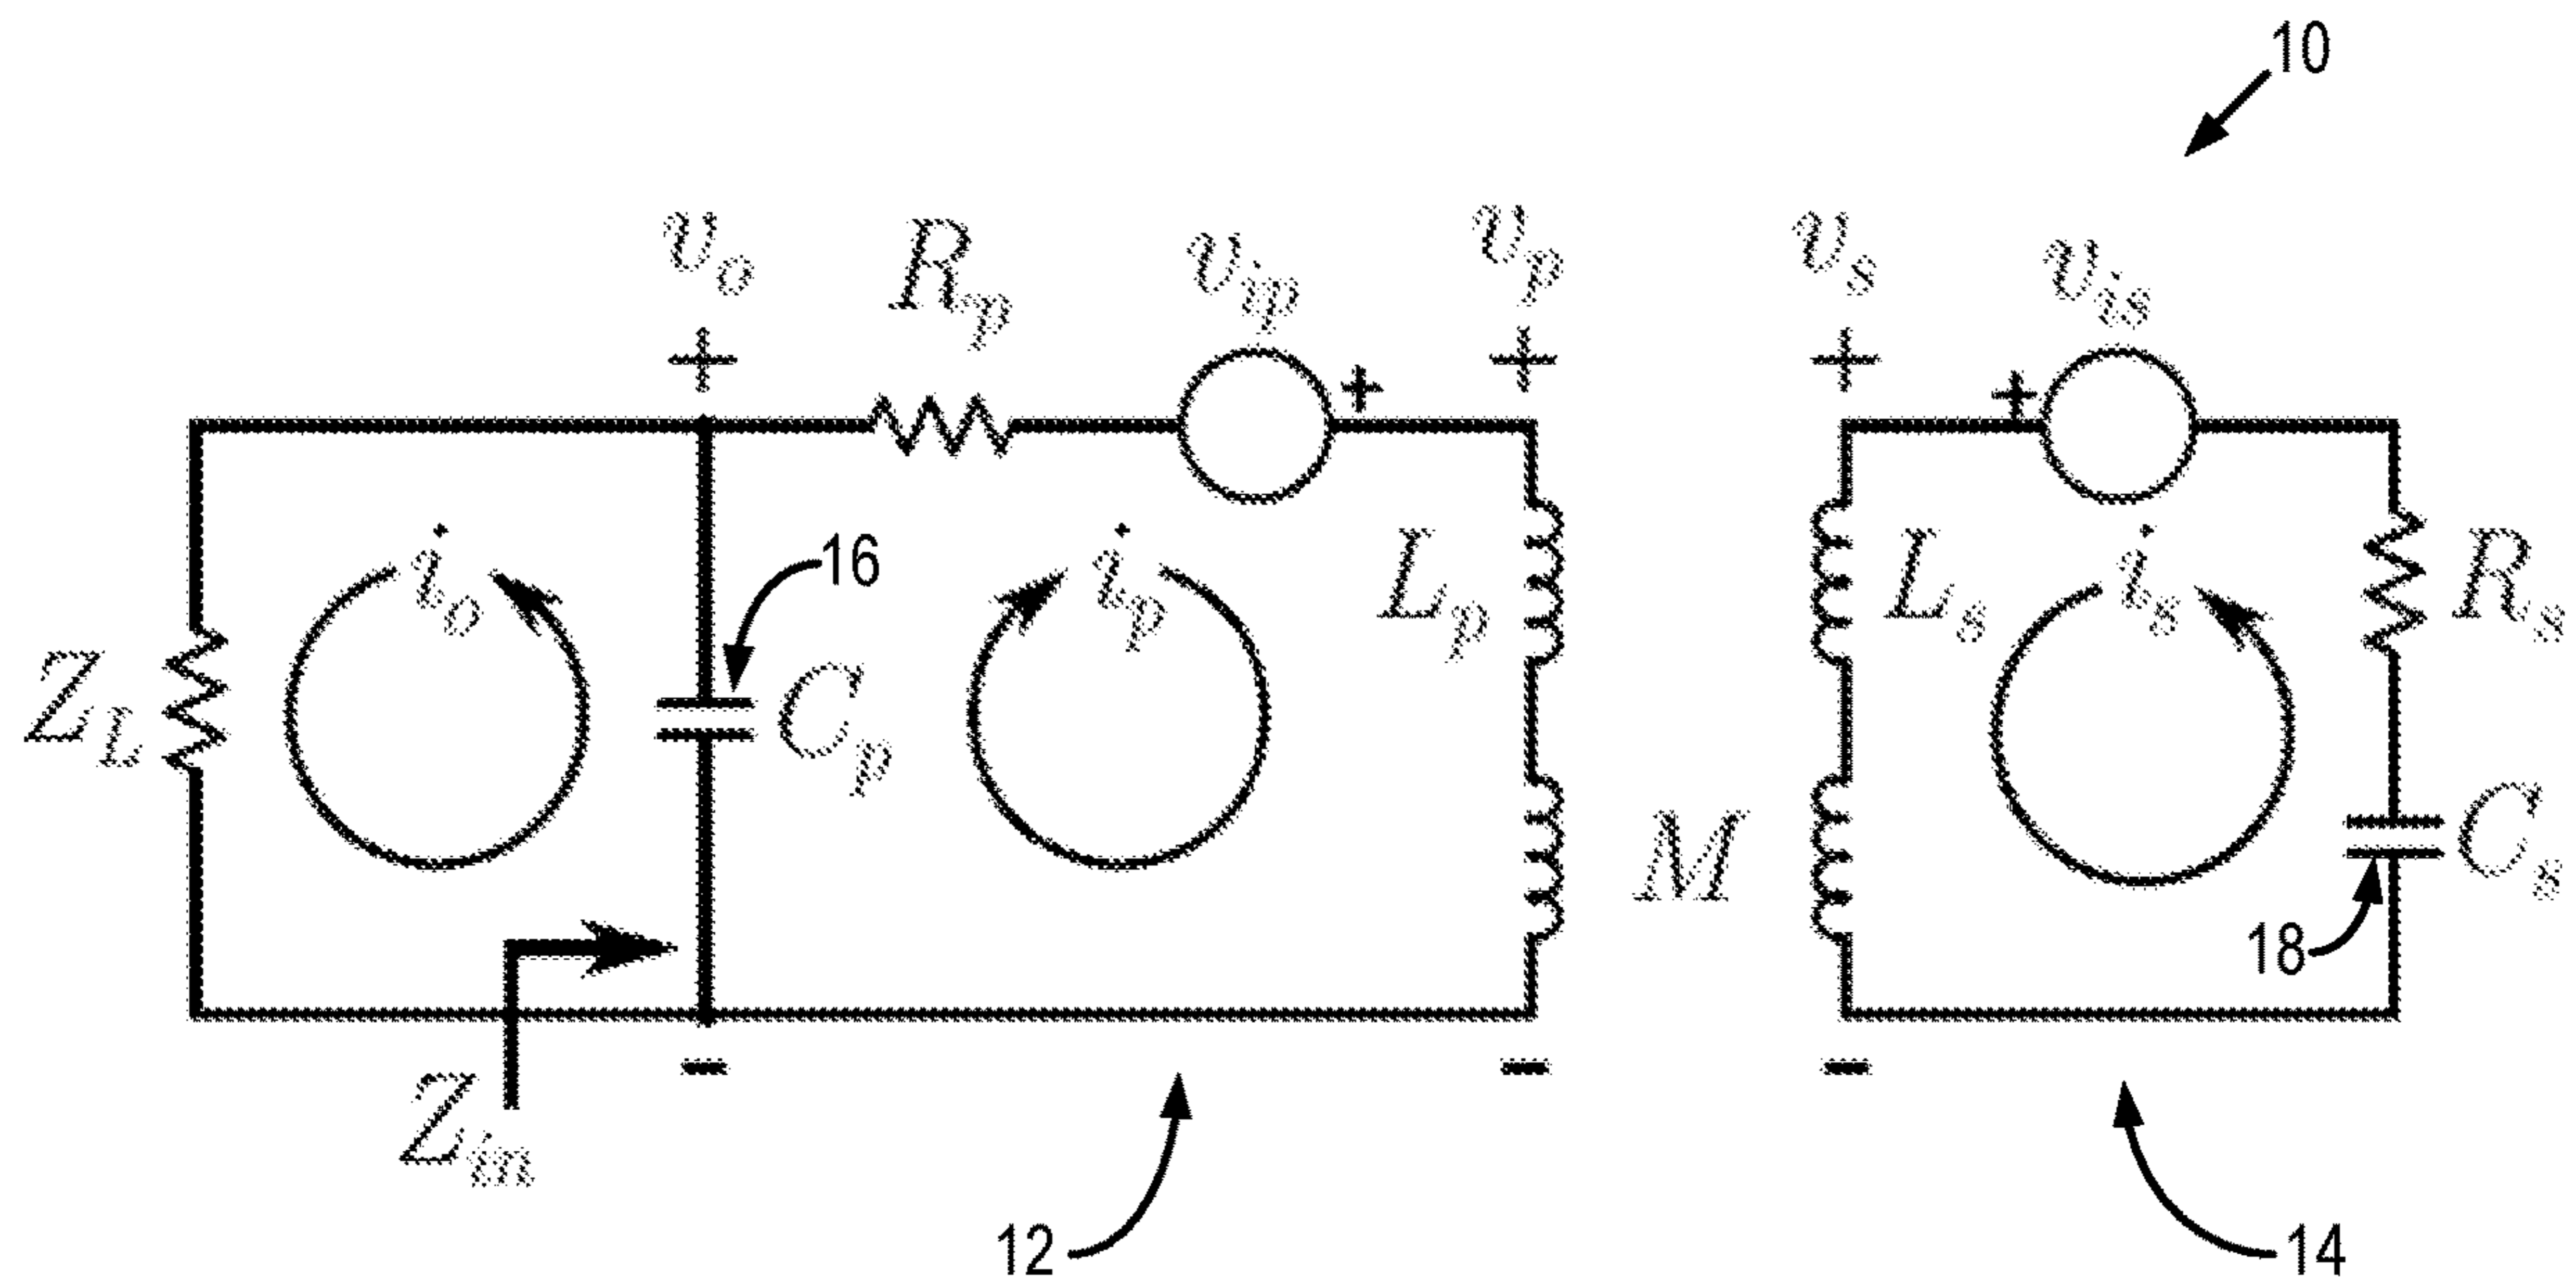 10
v_o
R_p
v_ip
v_p
v_s
v_is
+
+
+
+
+
i_o
16
i_p
L_p
L_s
i_s
R_s
Z_L
C_p
M
C_s
18
Z_in
-
-
-
12
14